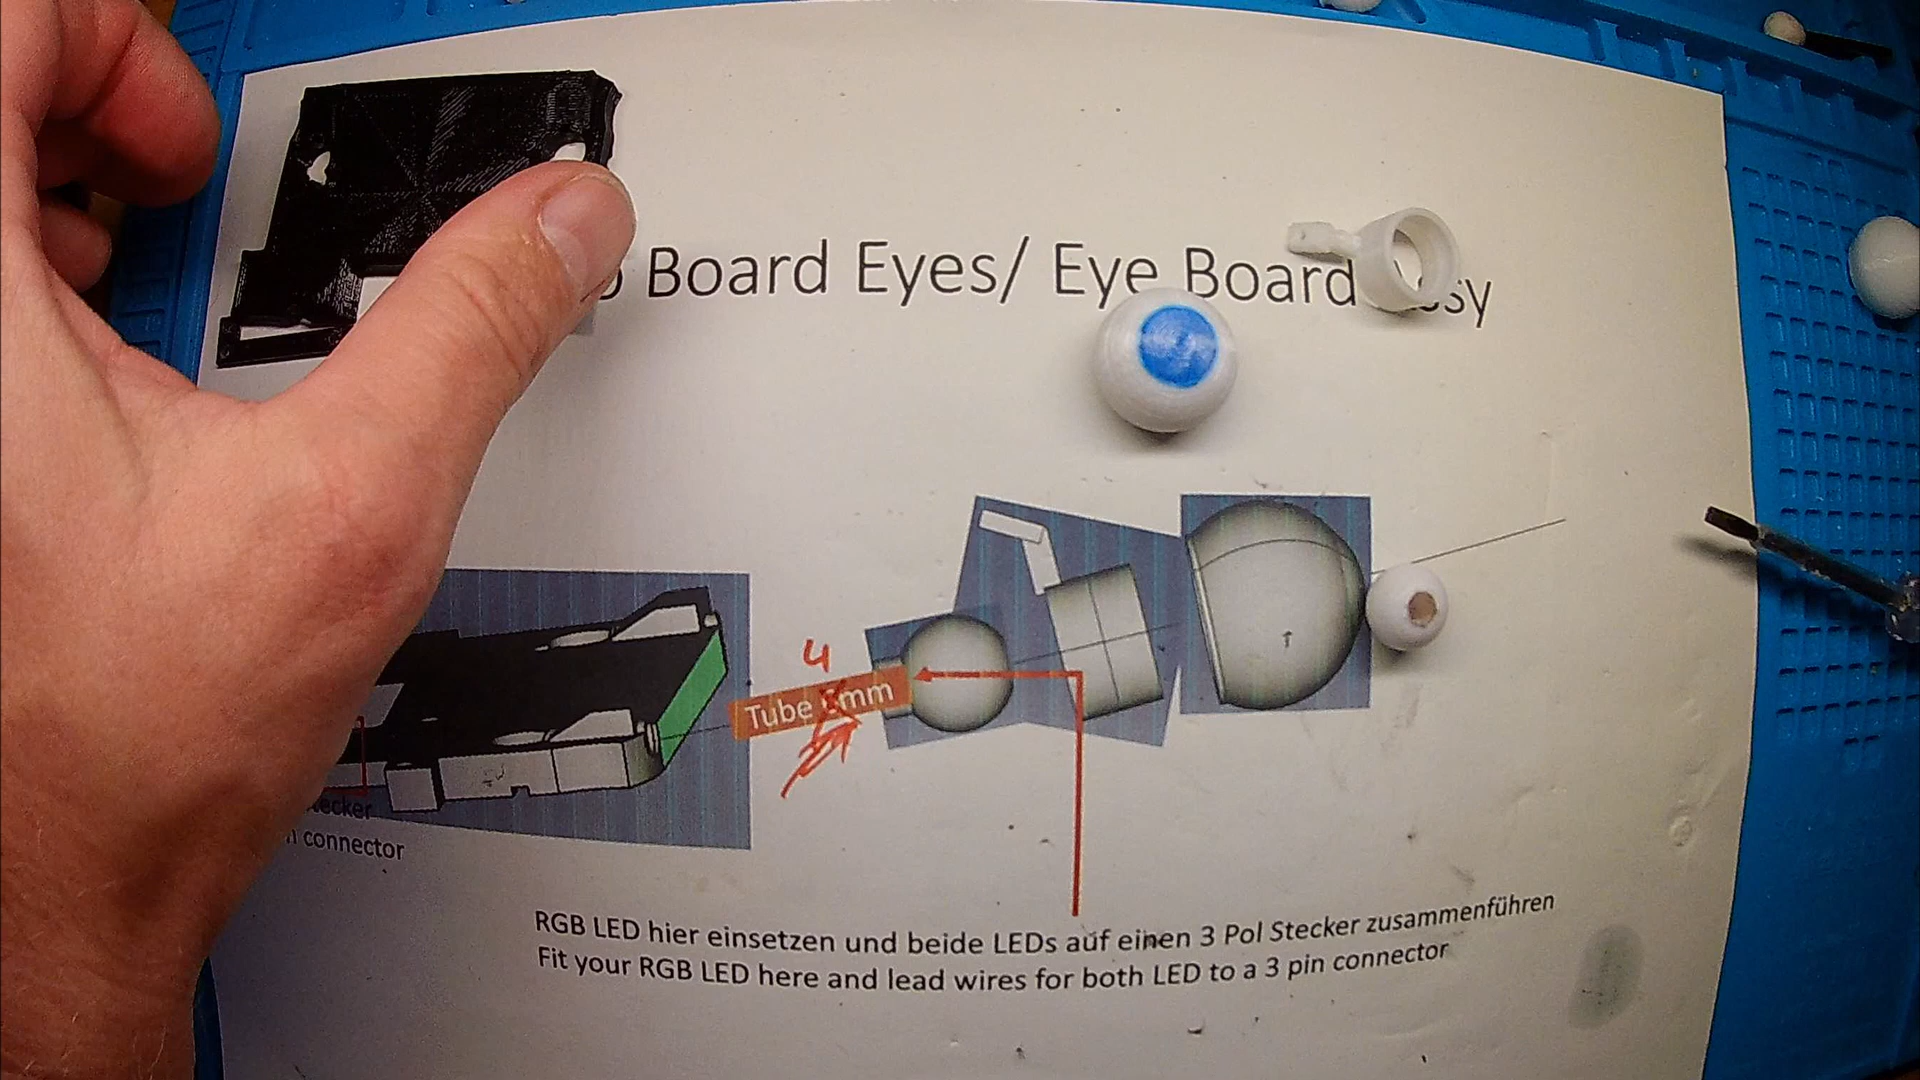 Board Eyes/ Eye Board
4
Tube mm
connector
RGB LED hier einsetzen und beide LEDs auf einen 3 Pol Stecker zusammenführen
Fit your RGB LED here and lead wires for both LED to a 3 pin connector